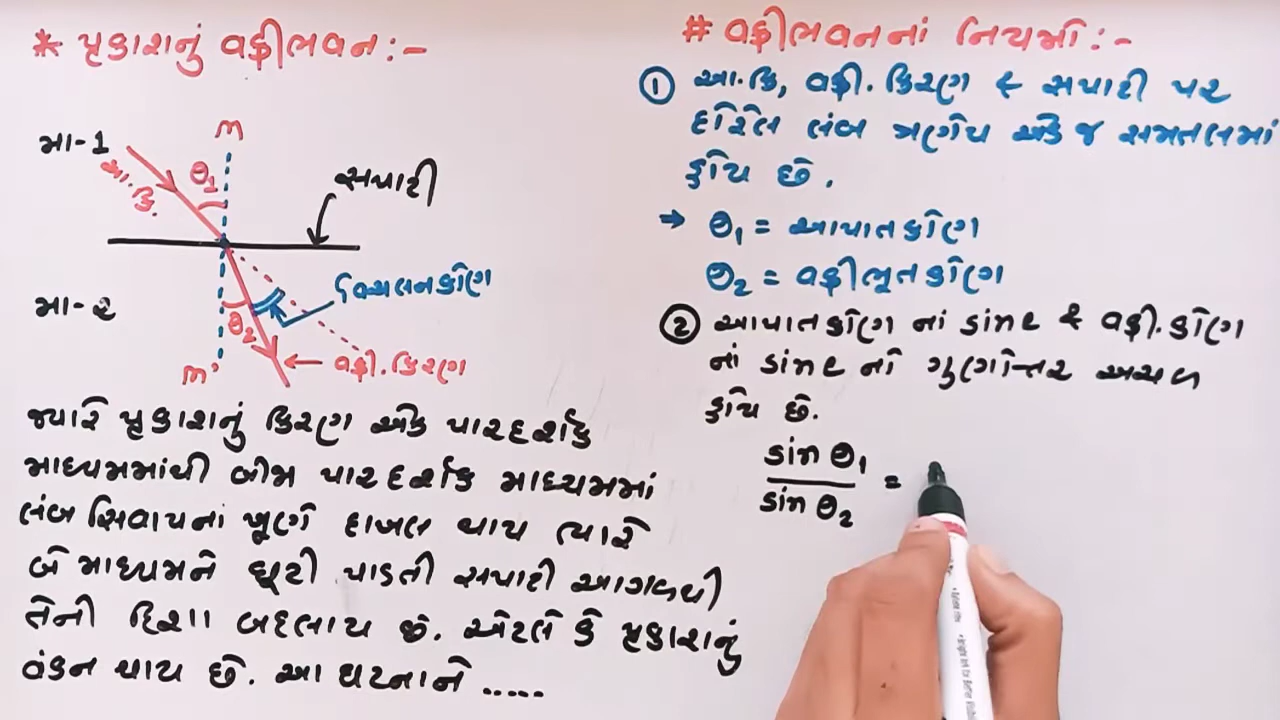 * પ્રકાશનું વક્રીભવન:-
મા-1
આ.કિ.
θ1
M
સપાટી
મા-૨
વિચલનકોણ
θ2
M'
વક્રી.કિરણ
જ્યારે પ્રકાશનું કિરણ એક પારદર્શક
માધ્યમમાંથી બીજા પારદર્શક માધ્યમમાં
લંબ સિવાયનાં ખૂણે દાખલ થાય ત્યારે
બે માધ્યમને છૂટી પાડતી સપાટી આગળથી
તેની દિશા બદલાય છે. એટલે કે પ્રકાશનું
વંકન થાય છે. આ ઘટનાને .....
# વક્રીભવનનાં નિયમો:-
① આ.કિ, વક્રી. કિરણ & સપાટી પર
દોરેલ લંબ ત્રણેય એક જ સમતલમાં
હોય છે.
→ θ1 = આપાતકોણ
θ2 = વક્રીભૂતકોણ
② આપાતકોણ નાં sine & વક્રી.કોણ
નાં sine નો ગુણોત્તર અચળ
હોય છે.
sin θ1 =
sin θ2